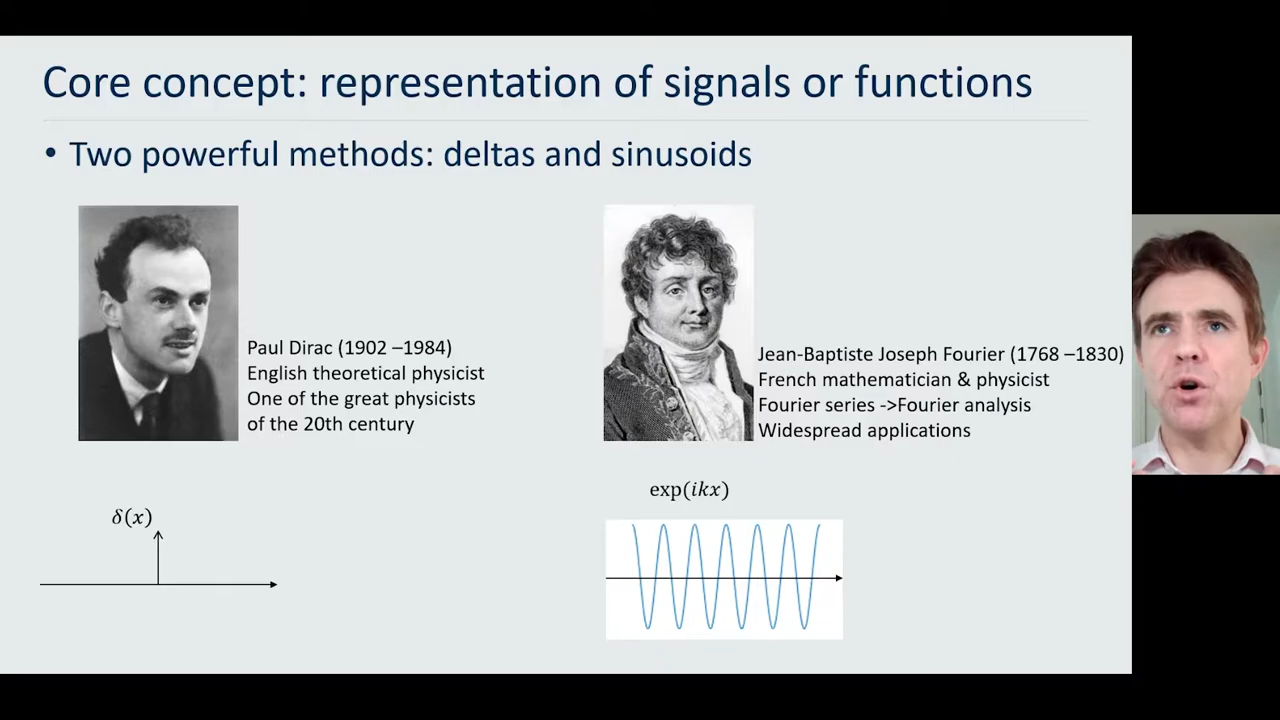 Core concept: representation of signals or functions
• Two powerful methods: deltas and sinusoids
Paul Dirac (1902 –1984)
English theoretical physicist
One of the great physicists
of the 20th century
Jean-Baptiste Joseph Fourier (1768 –1830)
French mathematician & physicist
Fourier series ->Fourier analysis
Widespread applications
δ(x)
exp(ikx)